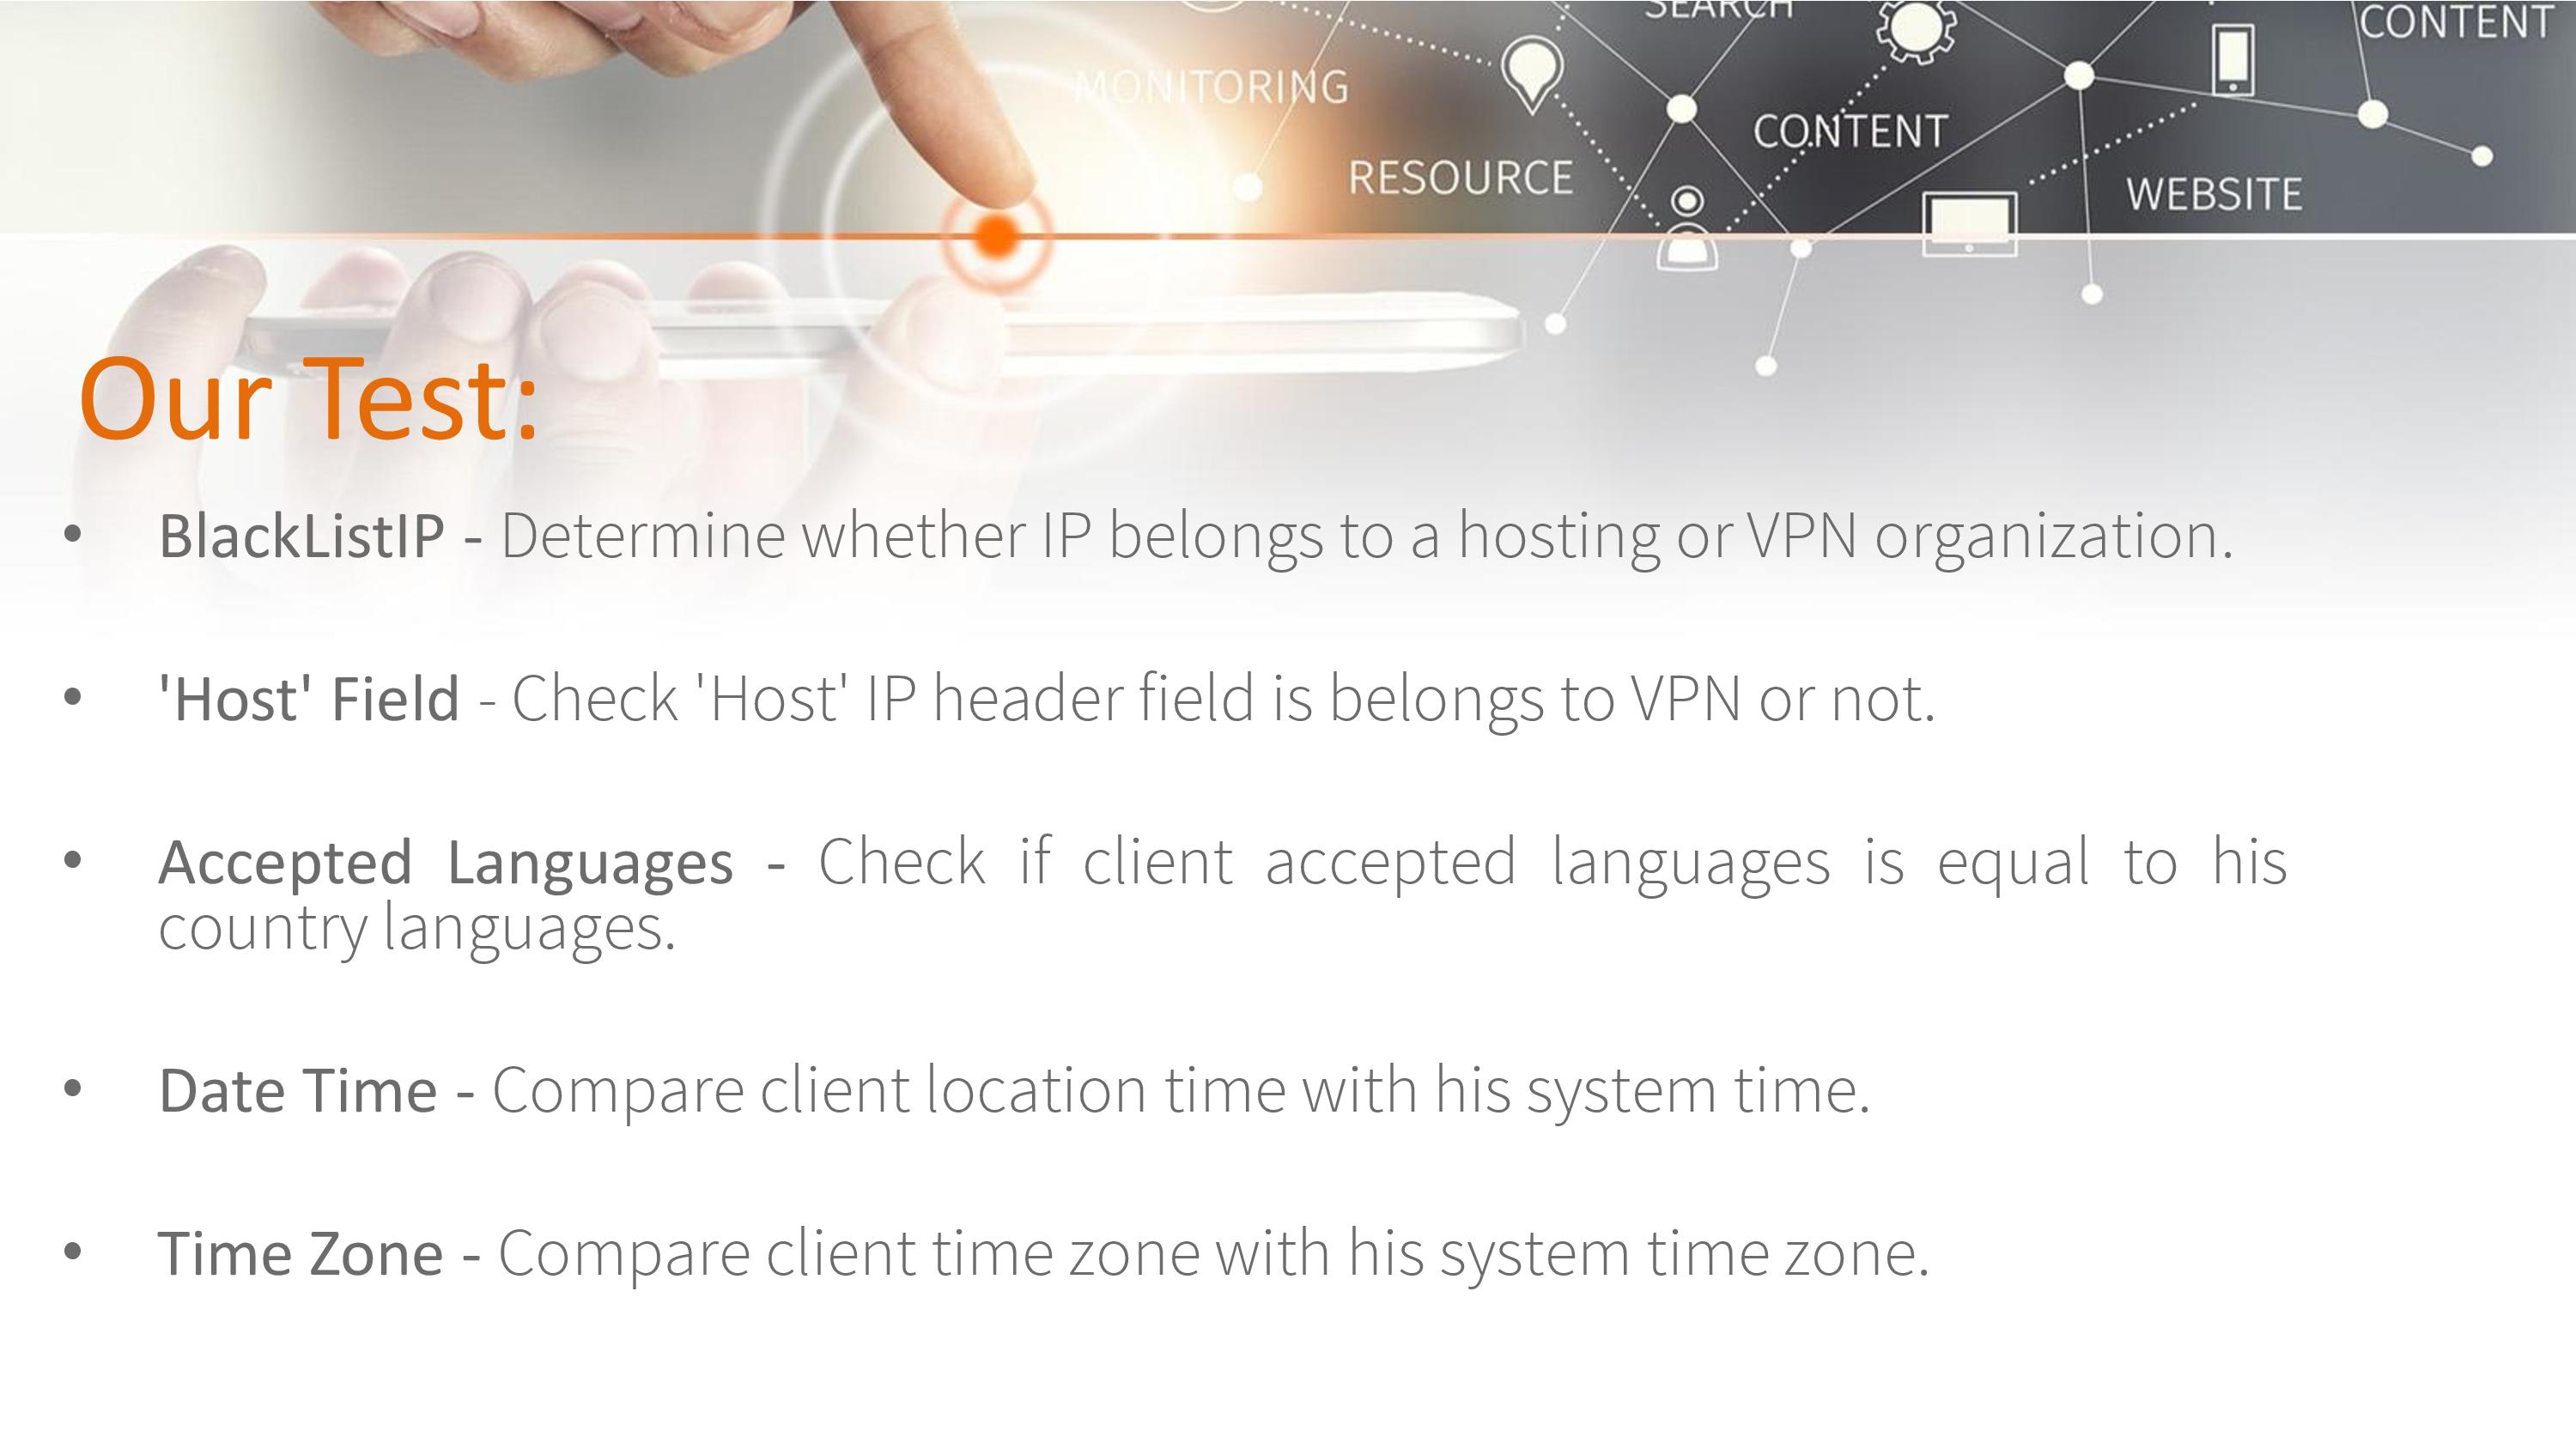 SEARCH
CONTENT
MONITORING
CONTENT
RESOURCE
WEBSITE
Our Test:
• BlackListIP - Determine whether IP belongs to a hosting or VPN organization.
• 'Host' Field - Check 'Host' IP header field is belongs to VPN or not.
• Accepted Languages - Check if client accepted languages is equal to his
country languages.
• Date Time - Compare client location time with his system time.
• Time Zone - Compare client time zone with his system time zone.